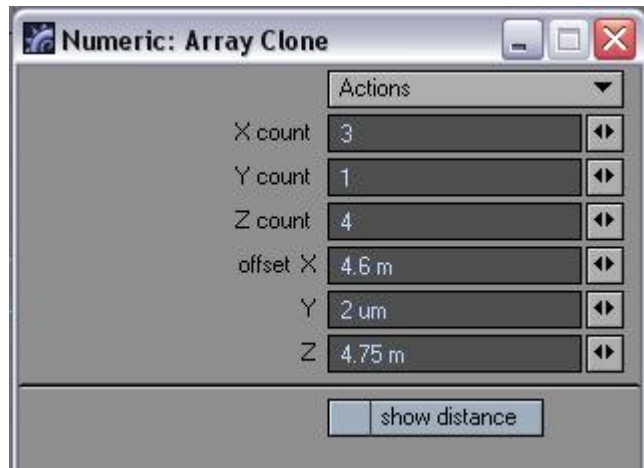 Numeric: Array Clone
Actions
X count 3
Y count 1
Z count 4
offset X 4.6 m
Y 2 um
Z 4.75 m
show distance